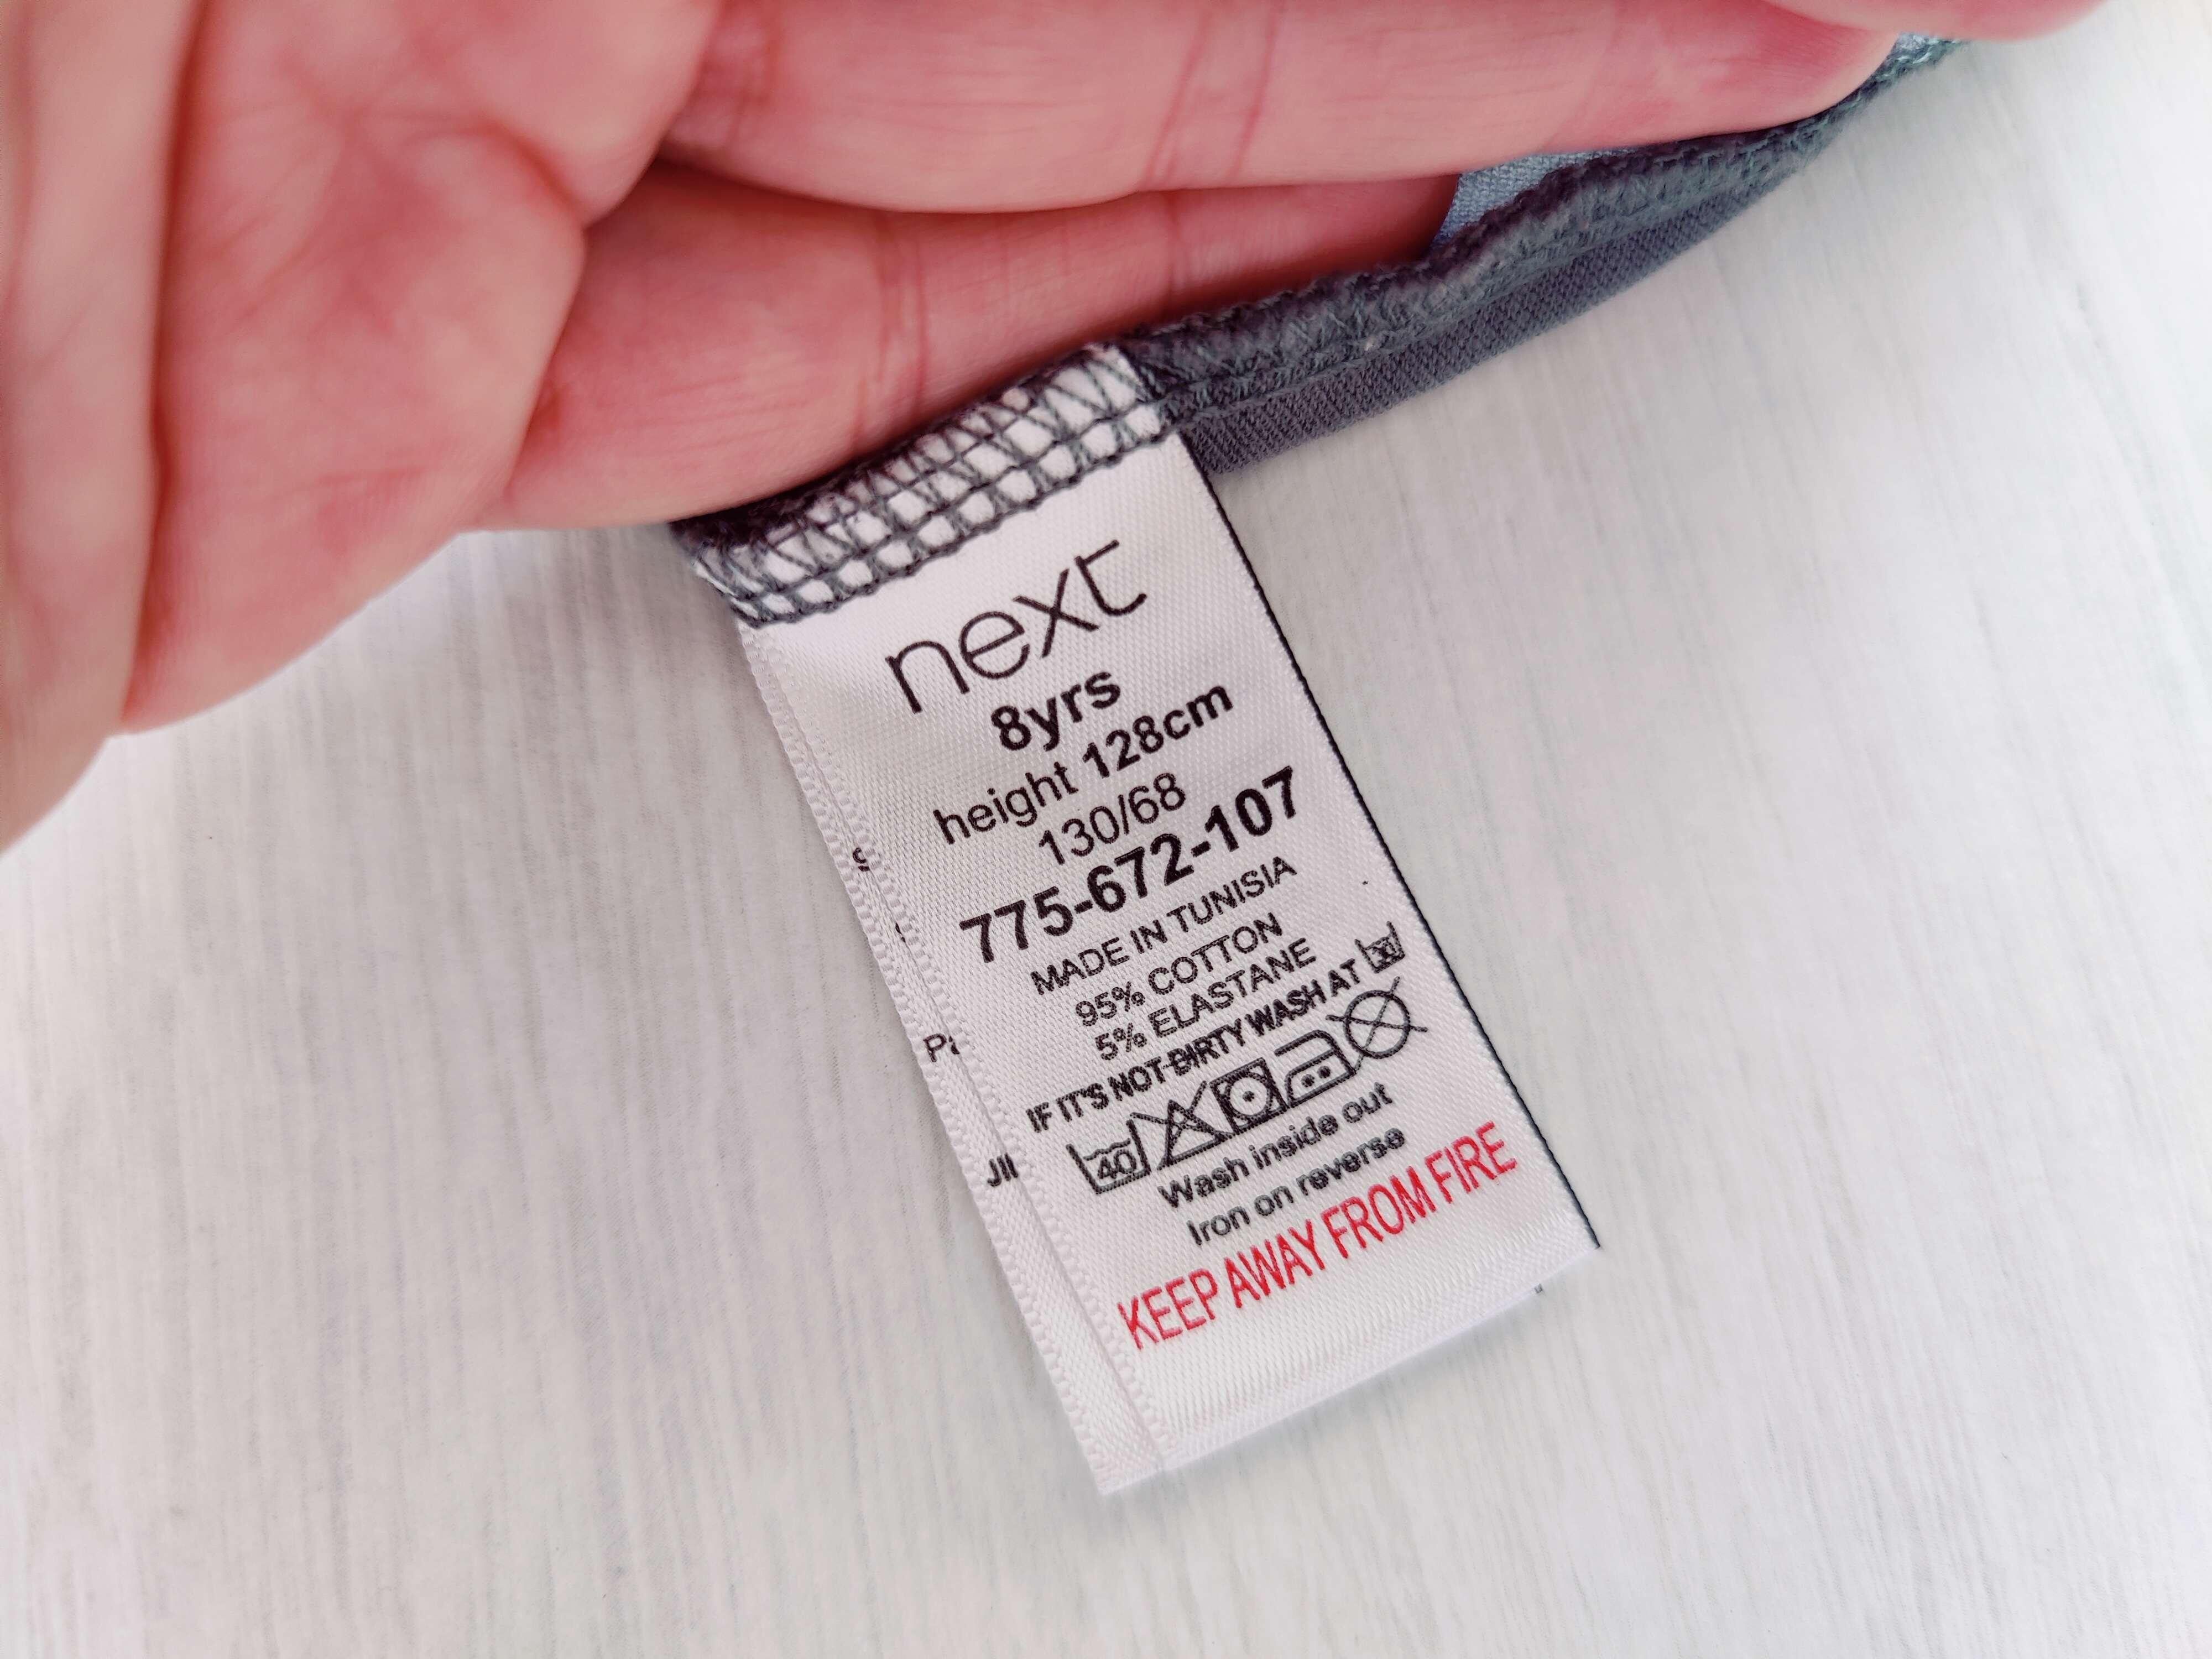 next
8yrs
height 128cm
130/68
775-672-107
MADE IN TUNISIA
95% COTTON
5% ELASTANE
IF IT'S NOT DIRTY WASH AT
40
Wash inside out
Iron on reverse
KEEP AWAY FROM FIRE